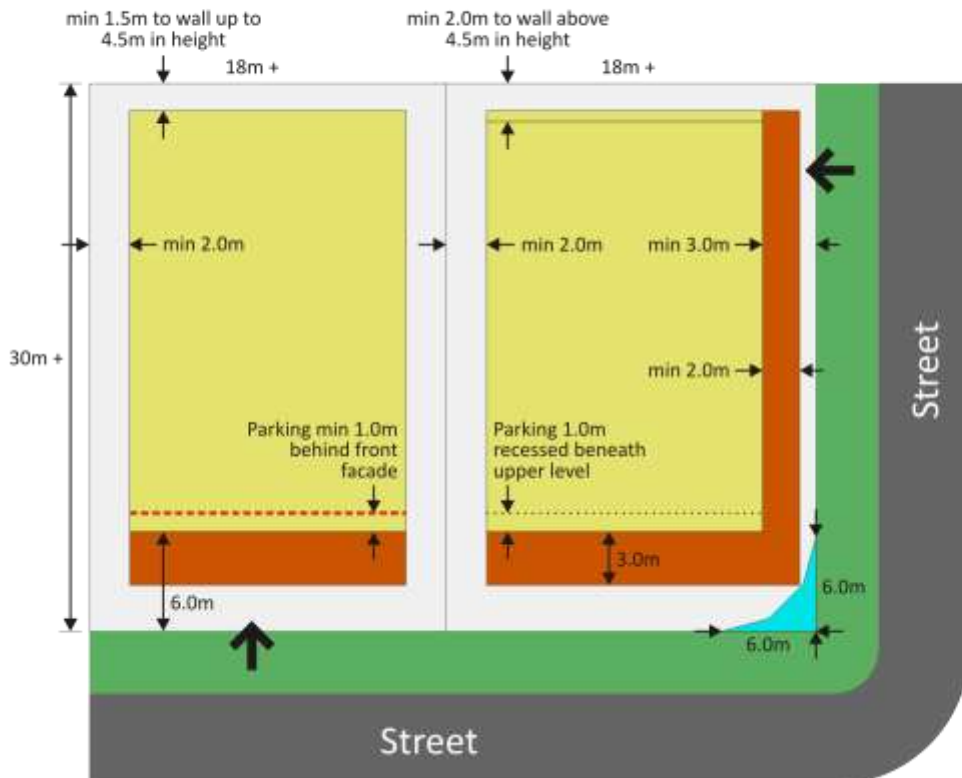 min 1.5m to wall up to
4.5m in height
min 2.0m to wall above
4.5m in height
18m +
18m +
min 2.0m
min 2.0m
min 3.0m
30m +
min 2.0m
Street
Parking min 1.0m
behind front
facade
Parking 1.0m
recessed beneath
upper level
3.0m
6.0m
6.0m
6.0m
Street